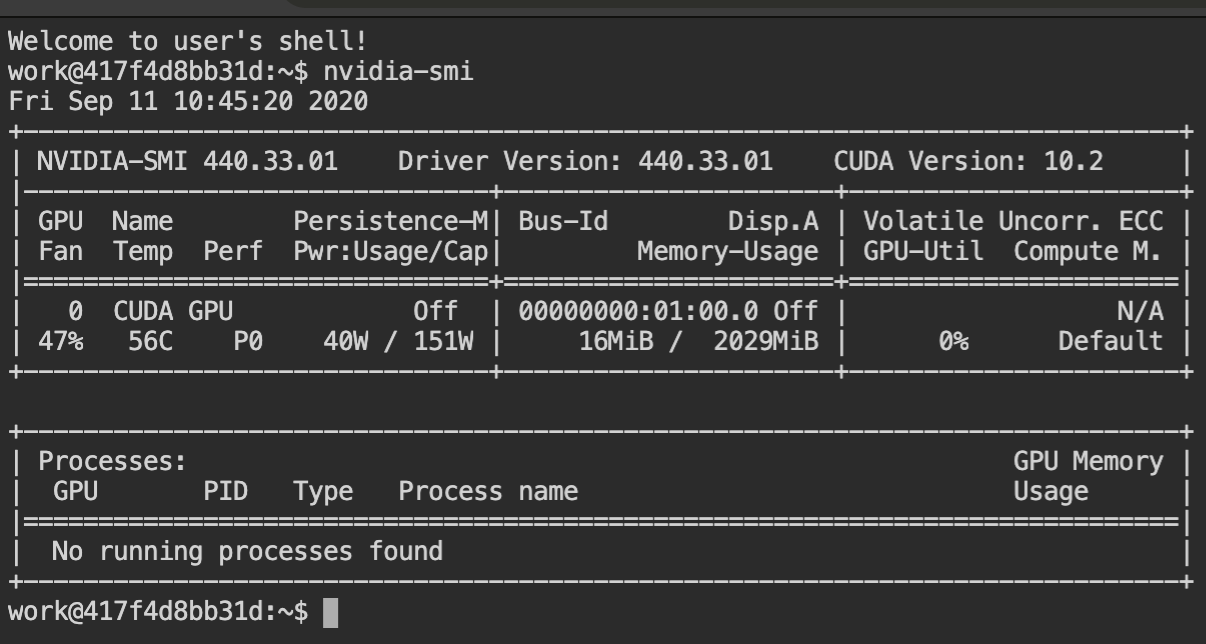 Welcome to user's shell!
work@417f4d8bb31d:~$ nvidia-smi
Fri Sep 11 10:45:20 2020
+-----------------------------------------------------------------------------+
| NVIDIA-SMI 440.33.01    Driver Version: 440.33.01    CUDA Version: 10.2     |
|-------------------------------+----------------------+----------------------+
| GPU  Name        Persistence-M| Bus-Id        Disp.A | Volatile Uncorr. ECC |
| Fan  Temp  Perf  Pwr:Usage/Cap|         Memory-Usage | GPU-Util  Compute M. |
|===============================+======================+======================|
|   0  CUDA GPU            Off  | 00000000:01:00.0 Off |                  N/A |
| 47%   56C    P0    40W / 151W |     16MiB /  2029MiB |      0%      Default |
+-------------------------------+----------------------+----------------------+

+-----------------------------------------------------------------------------+
| Processes:                                                       GPU Memory |
|  GPU       PID   Type   Process name                             Usage      |
|=============================================================================|
|  No running processes found                                                 |
+-----------------------------------------------------------------------------+
work@417f4d8bb31d:~$